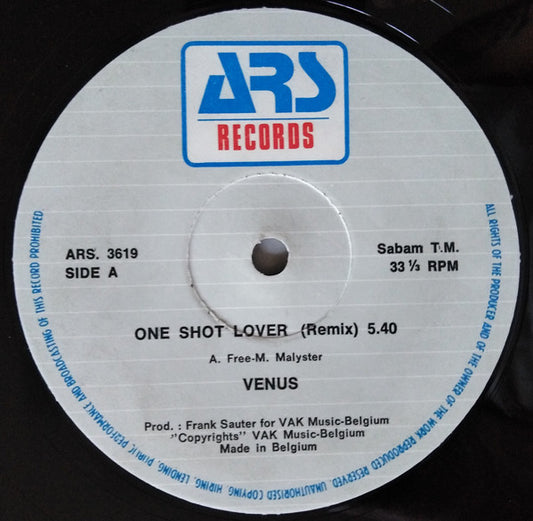 ARS
RECORDS
ARS. 3619
SIDE A
Sabam T.M.
33 ⅓ RPM
ONE SHOT LOVER (Remix) 5.40
A. Free-M. Malyster
VENUS
Prod. : Frank Sauter for VAK Music-Belgium
"Copyrights" VAK Music-Belgium
Made in Belgium
ALL RIGHTS OF THE PRODUCER AND OF THE OWNER OF THE WORK REPRODUCED RESERVED. UNAUTHORISED COPYING, HIRING, LENDING, PUBLIC PERFORMANCE AND BROADCASTING OF THIS RECORD PROHIBITED